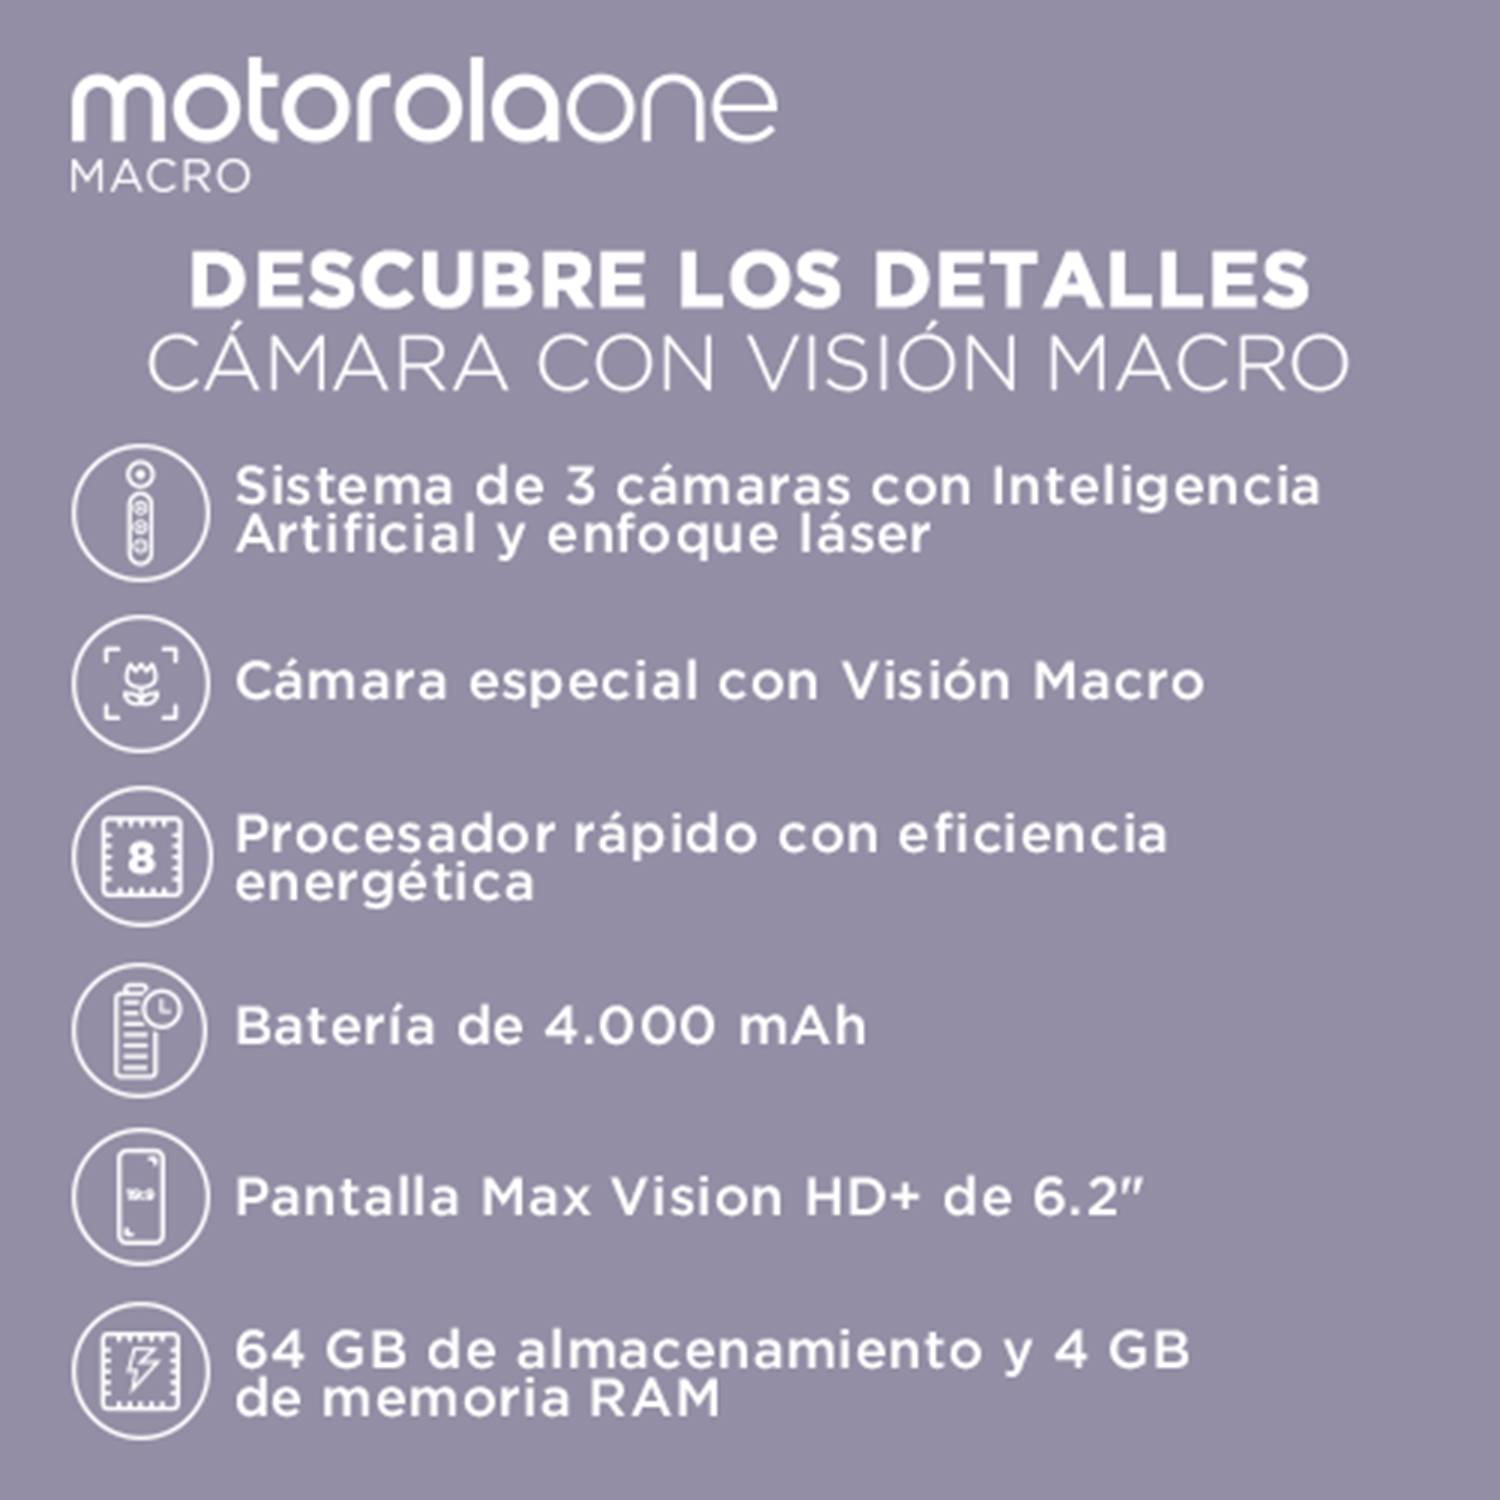 motorolaone
MACRO
DESCUBRE LOS DETALLES
CÁMARA CON VISIÓN MACRO
Sistema de 3 cámaras con Inteligencia
Artificial y enfoque láser
Cámara especial con Visión Macro
8
Procesador rápido con eficiencia
energética
Batería de 4.000 mAh
19:9
Pantalla Max Vision HD+ de 6.2"
64 GB de almacenamiento y 4 GB
de memoria RAM